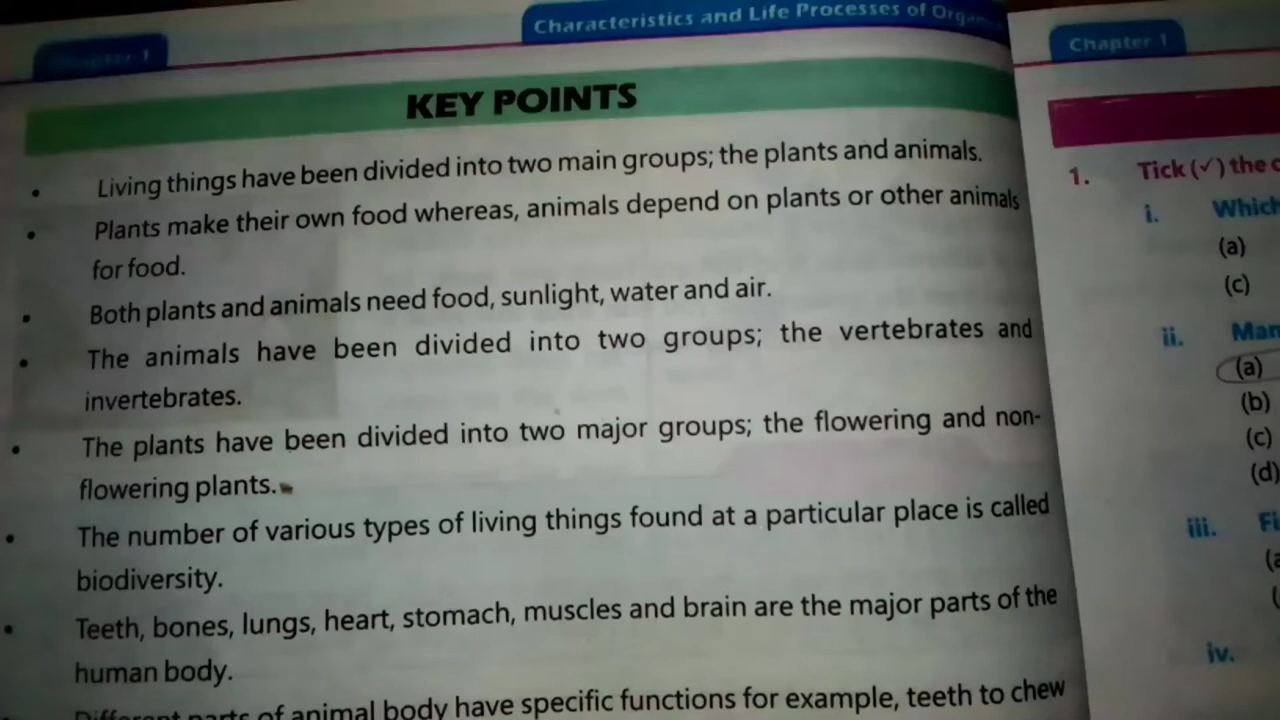 Chapter 1
Characteristics and Life Processes of
KEY POINTS
• Living things have been divided into two main groups; the plants and animals.
• Plants make their own food whereas, animals depend on plants or other animals
for food.
• Both plants and animals need food, sunlight, water and air.
• The animals have been divided into two groups; the vertebrates and
invertebrates.
• The plants have been divided into two major groups; the flowering and non-
flowering plants.
• The number of various types of living things found at a particular place is called
biodiversity.
• Teeth, bones, lungs, heart, stomach, muscles and brain are the major parts of the
human body.
Different parts of animal body have specific functions for example, teeth to chew
Chapter 1
1. Tick (✓) the
i. Which
(a)
(c)
ii.
(a)
(b)
(c)
(d)
iii.
iv.